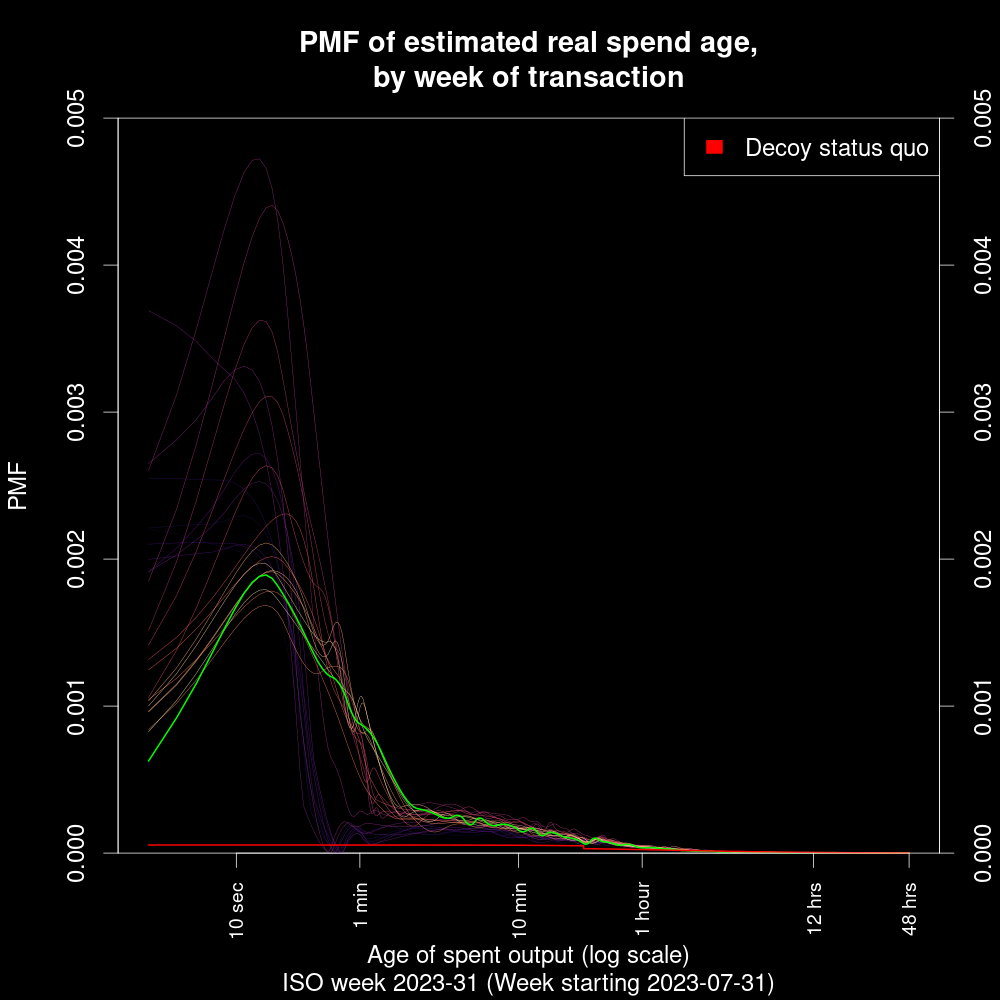 PMF of estimated real spend age,
by week of transaction
Decoy status quo
PMF
0.000
0.001
0.002
0.003
0.004
0.005
0.000
0.001
0.002
0.003
0.004
0.005
10 sec
1 min
10 min
1 hour
12 hrs
48 hrs
Age of spent output (log scale)
ISO week 2023-31 (Week starting 2023-07-31)